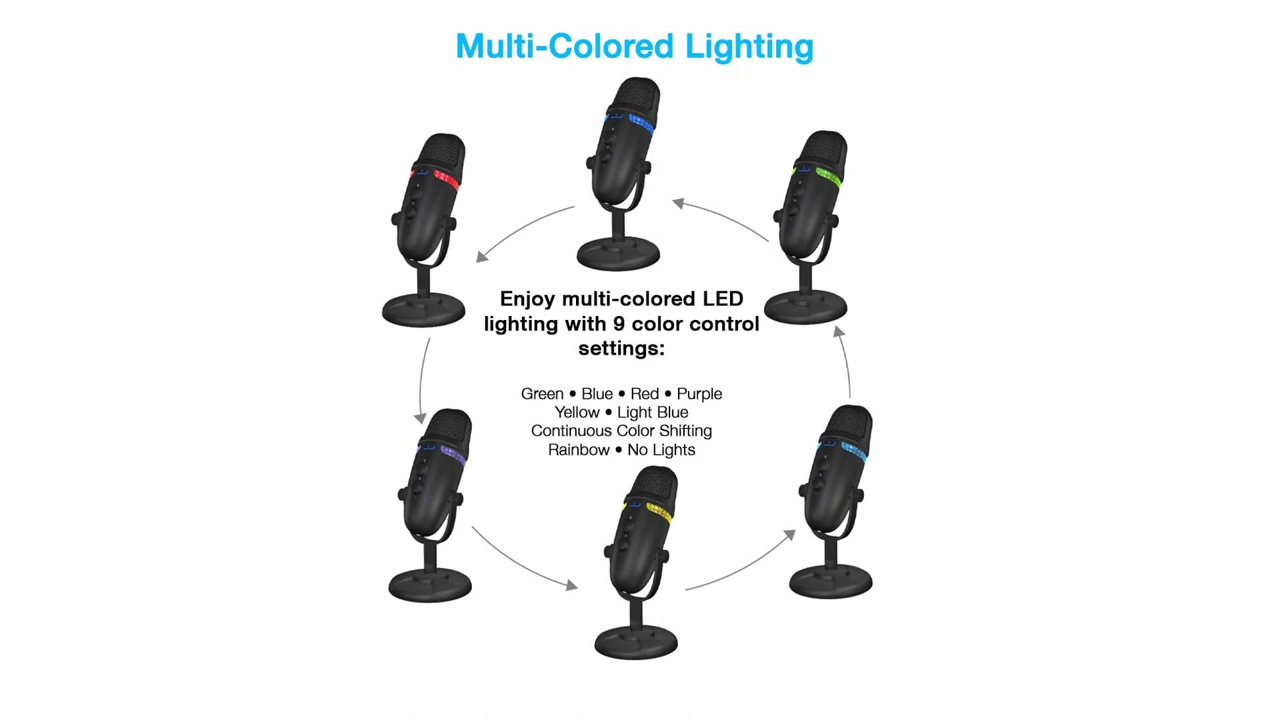 Multi-Colored Lighting
Enjoy multi-colored LED
lighting with 9 color control
settings:
Green • Blue • Red • Purple
Yellow • Light Blue
Continuous Color Shifting
Rainbow • No Lights